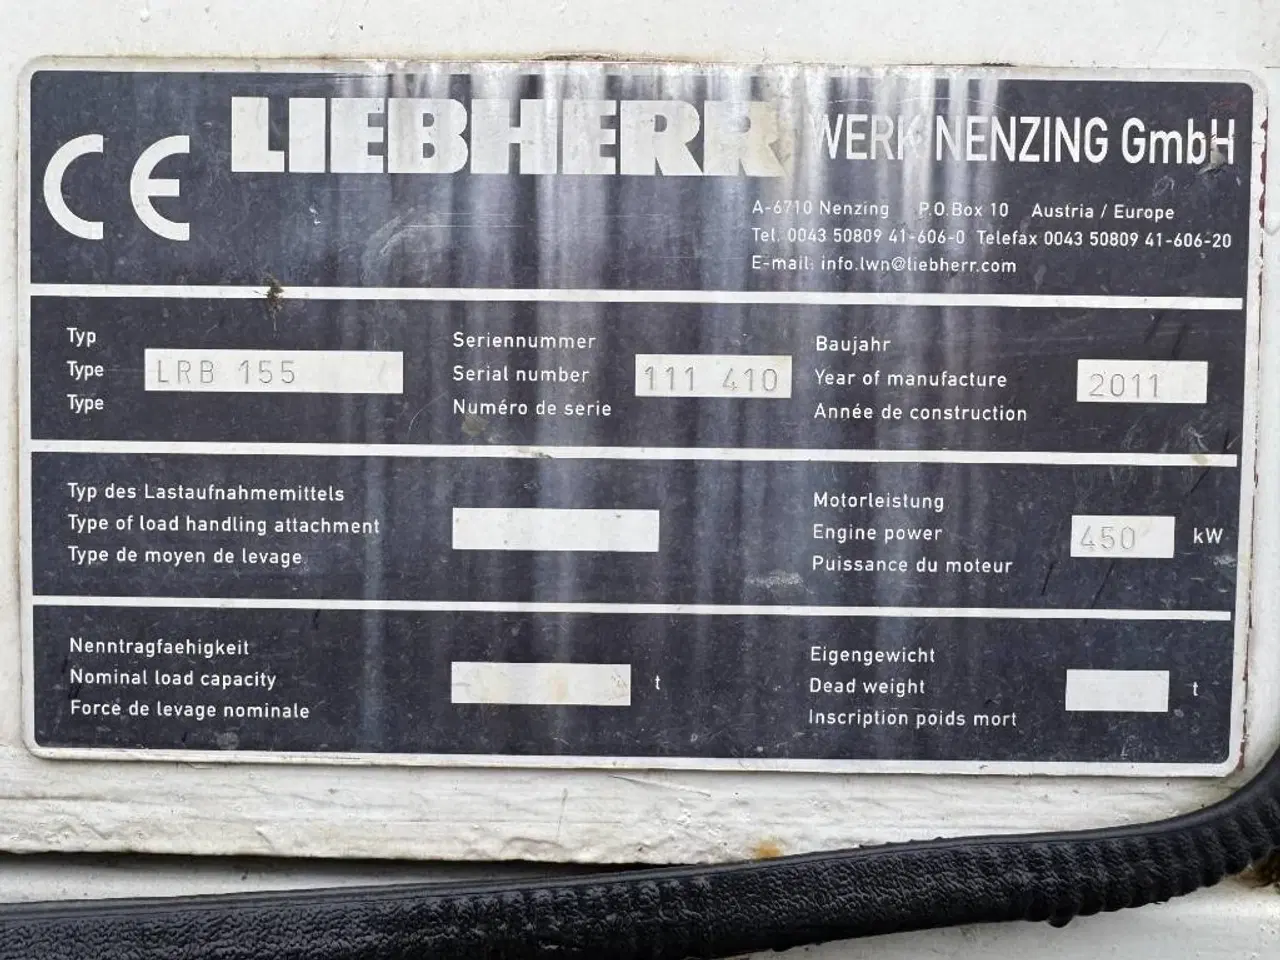 CE LIEBHERR WERK NENZING GmbH
A-6710 Nenzing P.O.Box 10 Austria / Europe
Tel. 0043 50809 41-606-0 Telefax 0043 50809 41-606-20
E-mail: info.lwn@liebherr.com
Typ
Type LRB 155
Type
Seriennummer
Serial number 111 410
Numéro de serie
Baujahr
Year of manufacture 2011
Année de construction
Typ des Lastaufnahmemittels
Type of load handling attachment
Type de moyen de levage
Motorleistung
Engine power 450 kW
Puissance du moteur
Nenntragfaehigkeit
Nominal load capacity t
Force de levage nominale
Eigengewicht
Dead weight t
Inscription poids mort